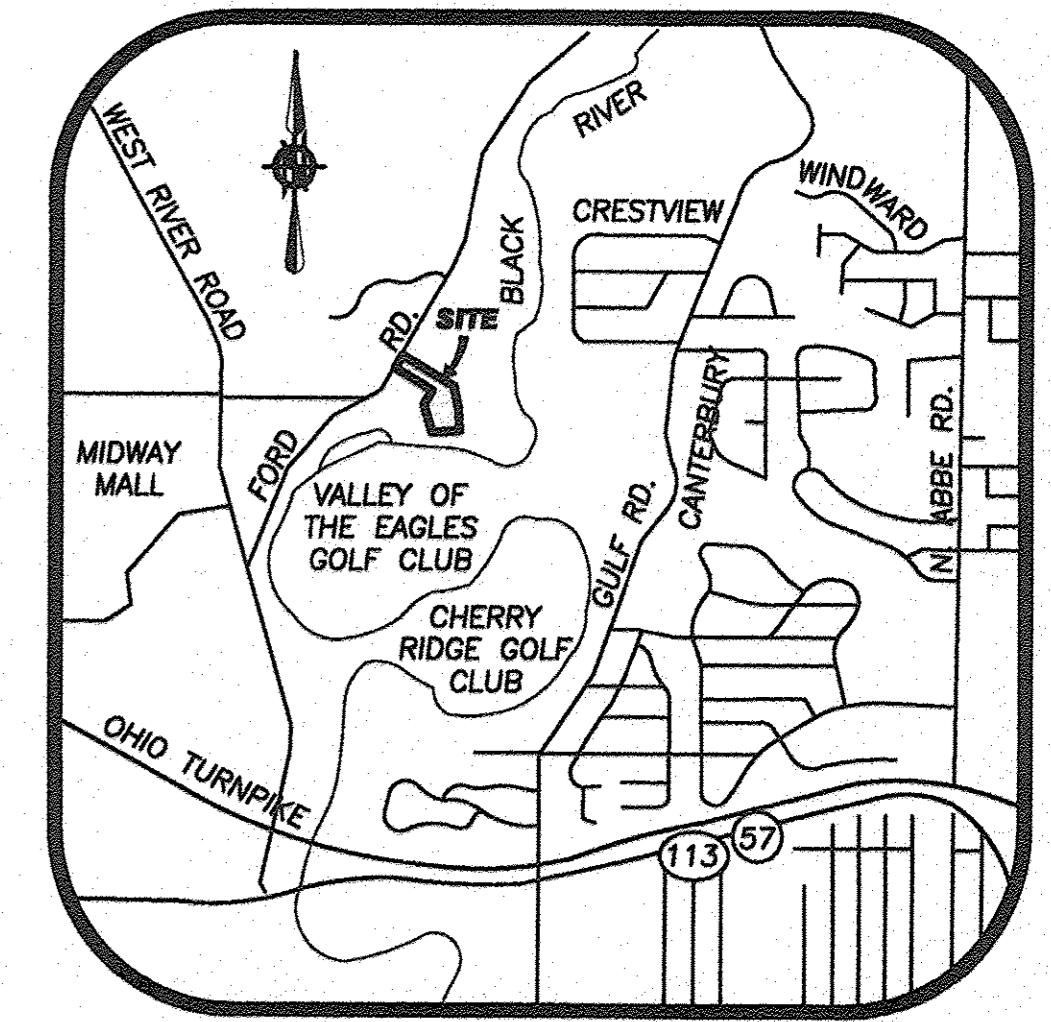 WEST RIVER ROAD
RIVER
BLACK
CRESTVIEW
WINDWARD
RD.
SITE
FORD
MIDWAY
MALL
CANTERBURY
N. ABBE RD.
GULF RD.
VALLEY OF
THE EAGLES
GOLF CLUB
CHERRY
RIDGE GOLF
CLUB
OHIO TURNPIKE
113
57